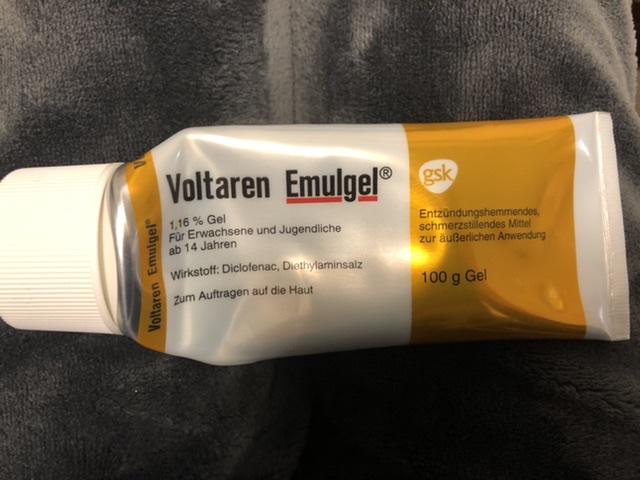 Voltaren Emulgel®
Voltaren Emulgel®
1,16 % Gel
Für Erwachsene und Jugendliche
ab 14 Jahren
Wirkstoff: Diclofenac, Diethylaminsalz
Zum Auftragen auf die Haut
gsk
Entzündungshemmendes,
schmerzstillendes Mittel
zur äußerlichen Anwendung
100 g Gel